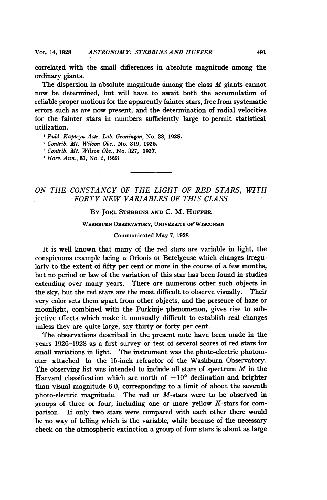 VOL. 14, 1928 ASTRONOMY: STEBBINS AND HUFFER 491
correlated with the small differences in absolute magnitude among the
ordinary giants.
The dispersion in absolute magnitude among the class M giants cannot
now be determined, but will have to await both the accumulation of
reliable proper motions for the apparently fainter stars, free from systematic
errors such as are now present, and the determination of radial velocities
for the fainter stars in numbers sufficiently large to permit statistical
utilization.
Publ. Kapteyn Astr. Lab. Groningen, No. 38, 1925.
Contrib. Mt. Wilson Obs., No. 319, 1926.
Contrib. Mt. Wilson Obs., No. 327, 1927.
Harv. Ann.,
ON THE CONSTANCY OF THE LIGHT OF RED STARS, WITH
FORTY NEW VARIABLES OF THIS CLASS
BY JOEL STEBBINS AND C. M. HUFFER
WASHBURN OBSERVATORY, UNIVERSITY OF WISCONSIN
Communicated May 7, 1928
It is well known that many of the red stars are variable in light, the
conspicuous example being α Orionis or Betelgeuse which changes irregu-
larly to the extent of fifty per cent or more in the course of a few months,
but no period or law of the variation of this star has been found in studies
extending over many years. There are numerous other such objects in
the sky, but the red stars are the most difficult to observe visually. Their
very color sets them apart from other objects, and the presence of haze or
moonlight, combined with the Purkinje phenomenon, gives rise to sub-
jective effects which make it unusually difficult to establish real changes
unless they are quite large, say thirty or forty per cent.
The observations described in the present note have been made in the
years 1926-1928 as a first survey or test of several scores of red stars for
small variations in light. The instrument was the photo-electric photom-
eter attached to the 15-inch refractor of the Washburn Observatory.
The observing list was intended to include all stars of spectrum M in the
Harvard classification which are north of −10° declination and brighter
than visual magnitude 6.0, corresponding to a limit of about the seventh
photo-electric magnitude. The red or M-stars were to be observed in
groups of three or four, including one or more yellow K-stars for com-
parison. If only two stars were compared with each other there would
be no way of telling which is the variable, while because of the necessary
check on the atmospheric extinction a group of four stars is about as large